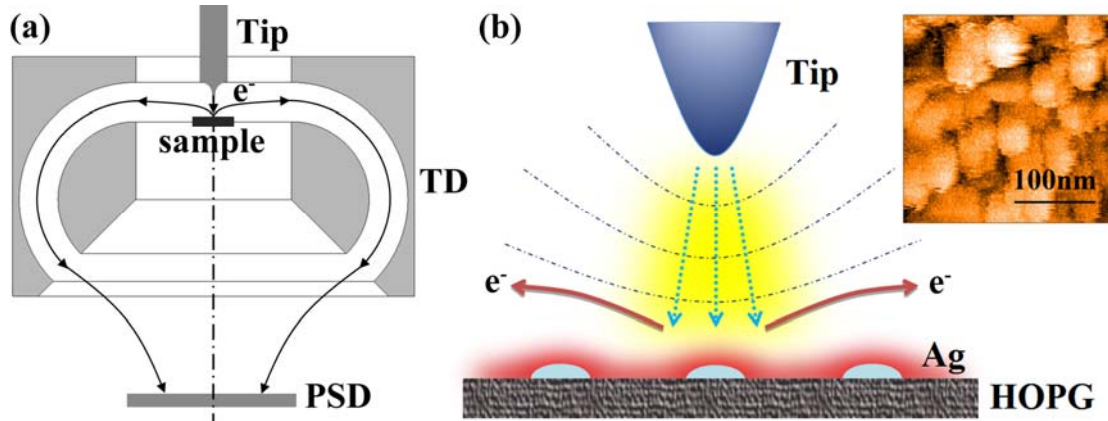 (a)
Tip
e-
sample
TD
PSD
(b)
Tip
100nm
e-
e-
Ag
HOPG